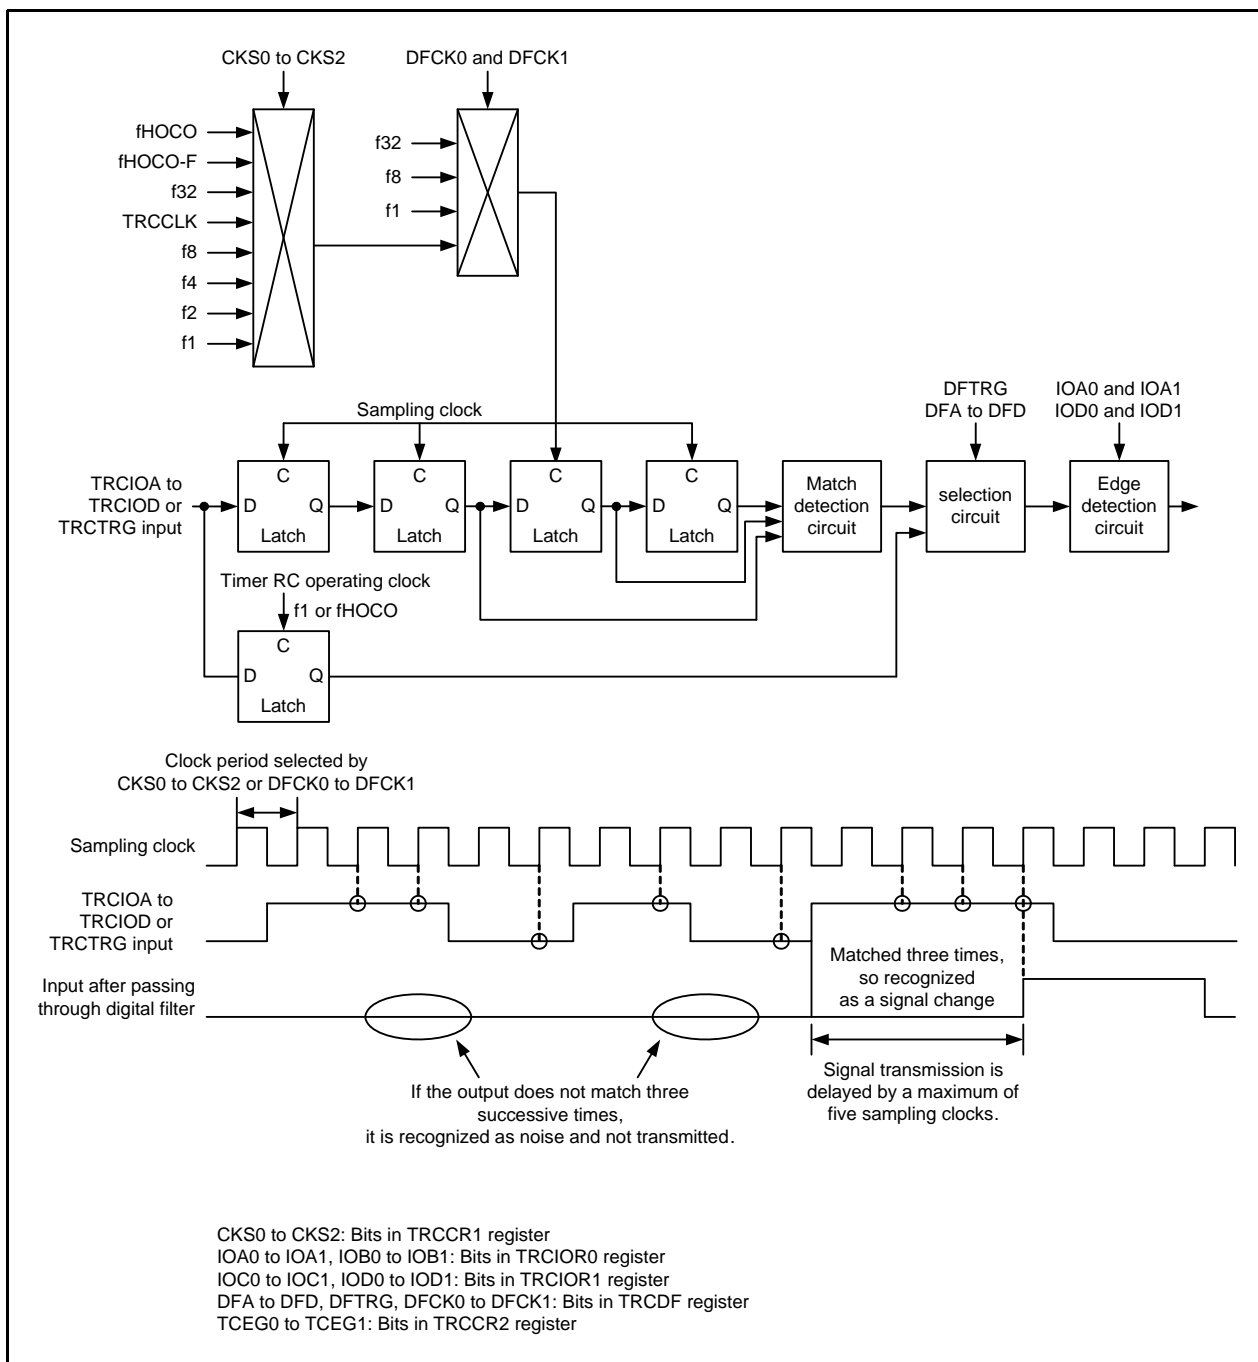 CKS0 to CKS2
DFCK0 and DFCK1
fHOCO
fHOCO-F
f32
TRCCLK
f8
f4
f2
f1
f32
f8
f1
Sampling clock
DFTRG
DFA to DFD
IOA0 and IOA1
IOD0 and IOD1
TRCIOA to
TRCIOD or
TRCTRG input
C
D Q
Latch
C
D Q
Latch
C
D Q
Latch
C
D Q
Latch
Match
detection
circuit
selection
circuit
Edge
detection
circuit
Timer RC operating clock
f1 or fHOCO
C
D Q
Latch
Clock period selected by
CKS0 to CKS2 or DFCK0 to DFCK1
Sampling clock
TRCIOA to
TRCIOD or
TRCTRG input
Input after passing
through digital filter
Matched three times,
so recognized
as a signal change
If the output does not match three
successive times,
it is recognized as noise and not transmitted.
Signal transmission is
delayed by a maximum of
five sampling clocks.
CKS0 to CKS2: Bits in TRCCR1 register
IOA0 to IOA1, IOB0 to IOB1: Bits in TRCIOR0 register
IOC0 to IOC1, IOD0 to IOD1: Bits in TRCIOR1 register
DFA to DFD, DFTRG, DFCK0 to DFCK1: Bits in TRCDF register
TCEG0 to TCEG1: Bits in TRCCR2 register